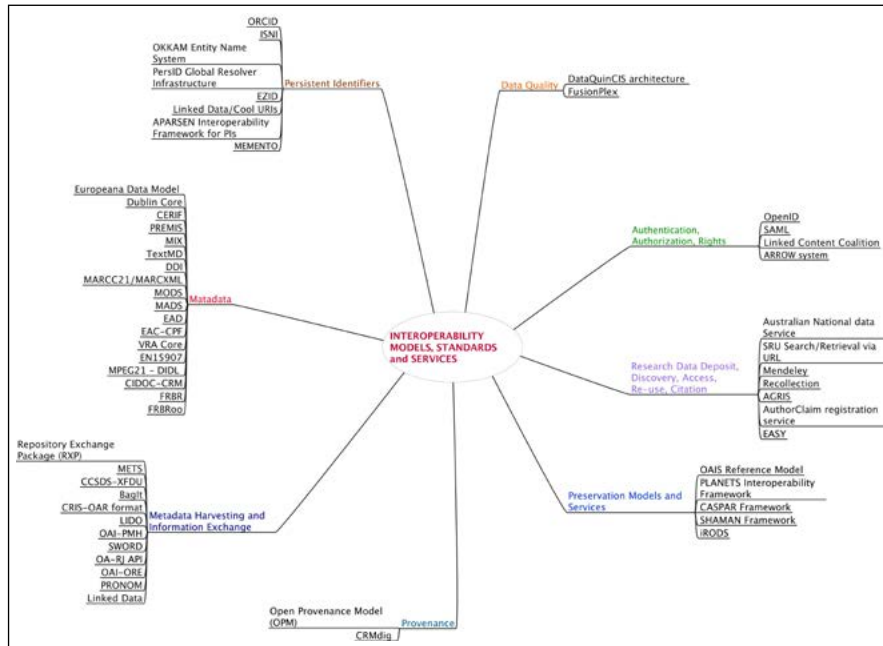 ORCID
ISNI
OKKAM Entity Name
System
PersID Global Resolver
Infrastructure
EZID
Linked Data/Cool URIs
APARSEN Interoperability
Framework for PIs
MEMENTO
Persistent Identifiers
Data Quality
DataQuinCIS architecture
FusionPlex
Europeana Data Model
Dublin Core
CERIF
PREMIS
MIX
TextMD
DDI
MARCC21/MARCXML
MODS
MADS
EAD
EAC-CPF
VRA Core
EN15907
MPEG21 - DIDL
CIDOC-CRM
FRBR
FRBRoo
Matadata
Authentication,
Authorization, Rights
OpenID
SAML
Linked Content Coalition
ARROW system
INTEROPERABILITY
MODELS, STANDARDS
and SERVICES
Research Data Deposit,
Discovery, Access,
Re-use, Citation
Australian National data
Service
SRU Search/Retrieval via
URL
Mendeley
Recollection
AGRIS
AuthorClaim registration
service
EASY
Repository Exchange
Package (RXP)
METS
CCSDS-XFDU
BagIt
CRIS-OAR format
LIDO
OAI-PMH
SWORD
OA-RJ API
OAI-ORE
PRONOM
Linked Data
Metadata Harvesting and
Information Exchange
Preservation Models and
Services
OAIS Reference Model
PLANETS Interoperability
Framework
CASPAR Framework
SHAMAN Framework
iRODS
Open Provenance Model
(OPM)
CRMdig
Provenance